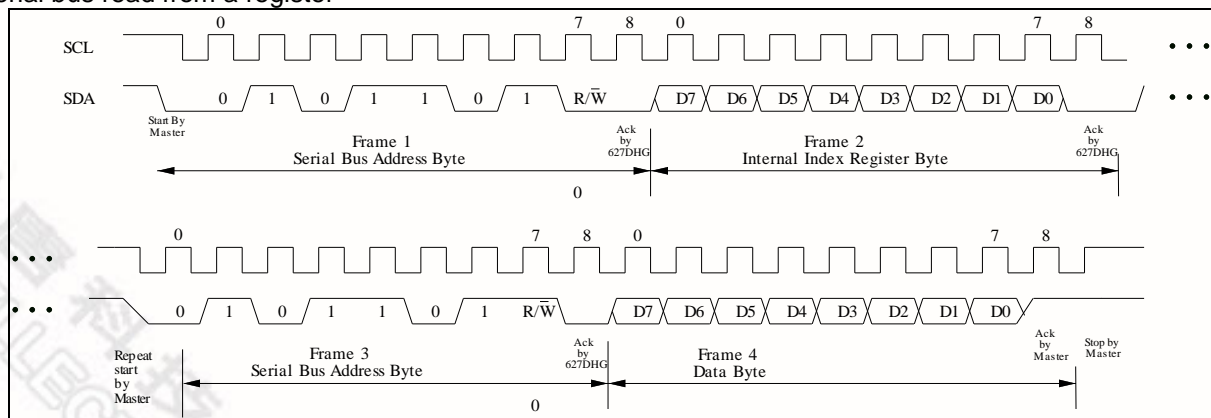 erial bus read from a register
0 7 8 0 7 8
SCL
SDA 0 1 0 1 1 0 1 R/W̅ D7 D6 D5 D4 D3 D2 D1 D0
Start By
Master
Frame 1
Serial Bus Address Byte
Ack
by
627DHG
Frame 2
Internal Index Register Byte
Ack
by
627DHG
0
0 7 8 0 7 8
0 1 0 1 1 0 1 R/W̅ D7 D6 D5 D4 D3 D2 D1 D0
Repeat
start
by
Master
Frame 3
Serial Bus Address Byte
Ack
by
627DHG
Frame 4
Data Byte
Ack
by
Master
Stop by
Master
0